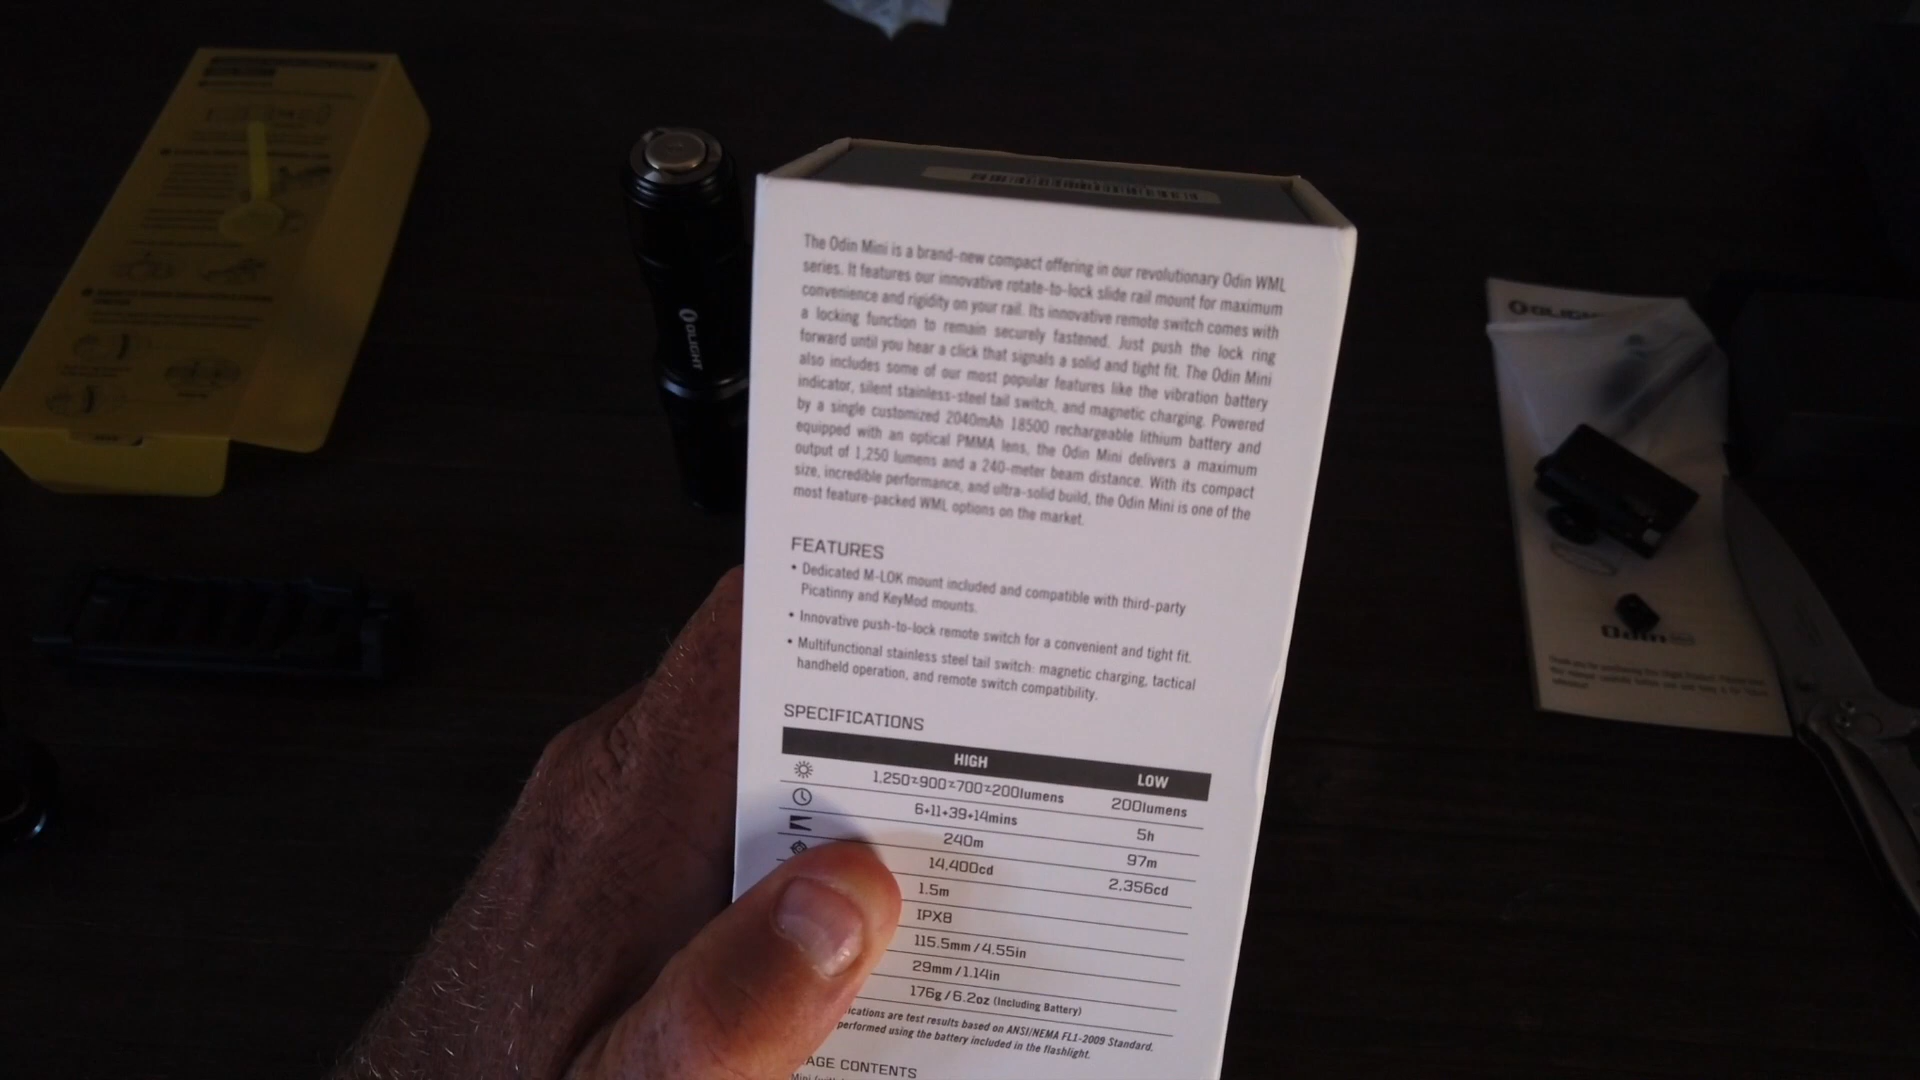 OLIGHT
The Odin Mini is a brand-new compact offering in our revolutionary Odin WML
series. It features our innovative rotate-to-lock slide rail mount for maximum
convenience and rigidity on your rail. Its innovative remote switch comes with
a locking function to remain securely fastened. Just push the lock ring
forward until you hear a click that signals a solid and tight fit. The Odin Mini
also includes some of our most popular features like the vibration battery
indicator, silent stainless-steel tail switch, and magnetic charging. Powered
by a single customized 2040mAh 18500 rechargeable lithium battery and
equipped with an optical PMMA lens, the Odin Mini delivers a maximum
output of 1,250 lumens and a 240-meter beam distance. With its compact
size, incredible performance, and ultra-solid build, the Odin Mini is one of the
most feature-packed WML options on the market.
FEATURES
• Dedicated M-LOK mount included and compatible with third-party
Picatinny and KeyMod mounts.
• Innovative push-to-lock remote switch for a convenient and tight fit.
• Multifunctional stainless steel tail switch: magnetic charging, tactical
handheld operation, and remote switch compatibility.
SPECIFICATIONS
HIGH LOW
1,250~900~700~200lumens 200lumens
6+11+39+14mins 5h
240m 97m
14,400cd 2,356cd
1.5m
IPX8
115.5mm / 4.55in
29mm / 1.14in
176g / 6.2oz (Including Battery)
ications are test results based on ANSI/NEMA FL1-2009 Standard.
performed using the battery included in the flashlight.
AGE CONTENTS
OLIGH
Odin